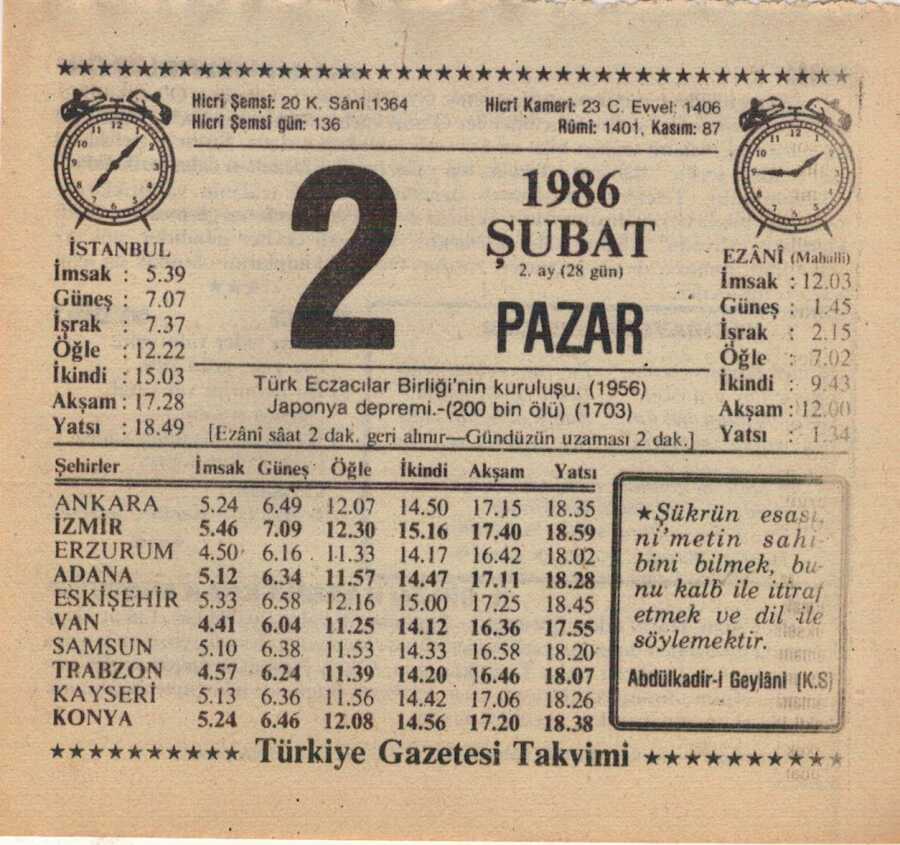 Hicrî Şemsî: 20 K. Sânî 1364
Hicrî Şemsî gün: 136
Hicrî Kamerî: 23 C. Evvel: 1406
Rûmî: 1401, Kasım: 87
2
1986
ŞUBAT
2. ay (28 gün)
PAZAR
İSTANBUL
İmsak : 5.39
Güneş : 7.07
İşrak : 7.37
Öğle : 12.22
İkindi : 15.03
Akşam : 17.28
Yatsı : 18.49
EZÂNÎ (Mahalli)
İmsak : 12.03
Güneş : 1.45
İşrak : 2.15
Öğle : 7.02
İkindi : 9.43
Akşam : 12.00
Yatsı : 1.34
Türk Eczacılar Birliği'nin kuruluşu. (1956)
Japonya depremi.-(200 bin ölü) (1703)
[Ezânî sâat 2 dak. geri alınır—Gündüzün uzaması 2 dak.]
Şehirler İmsak Güneş Öğle İkindi Akşam Yatsı
ANKARA 5.24 6.49 12.07 14.50 17.15 18.35
İZMİR 5.46 7.09 12.30 15.16 17.40 18.59
ERZURUM 4.50 6.16 11.33 14.17 16.42 18.02
ADANA 5.12 6.34 11.57 14.47 17.11 18.28
ESKİŞEHİR 5.33 6.58 12.16 15.00 17.25 18.45
VAN 4.41 6.04 11.25 14.12 16.36 17.55
SAMSUN 5.10 6.38 11.53 14.33 16.58 18.20
TRABZON 4.57 6.24 11.39 14.20 16.46 18.07
KAYSERİ 5.13 6.36 11.56 14.42 17.06 18.26
KONYA 5.24 6.46 12.08 14.56 17.20 18.38
★Şükrün esası,
ni'metin sahi-
bini bilmek, bu-
nu kalb ile itiraf
etmek ve dil ile
söylemektir.
Abdülkadir-i Geylâni (K.S)
★★★★★★★★★★ Türkiye Gazetesi Takvimi ★★★★★★★★★★